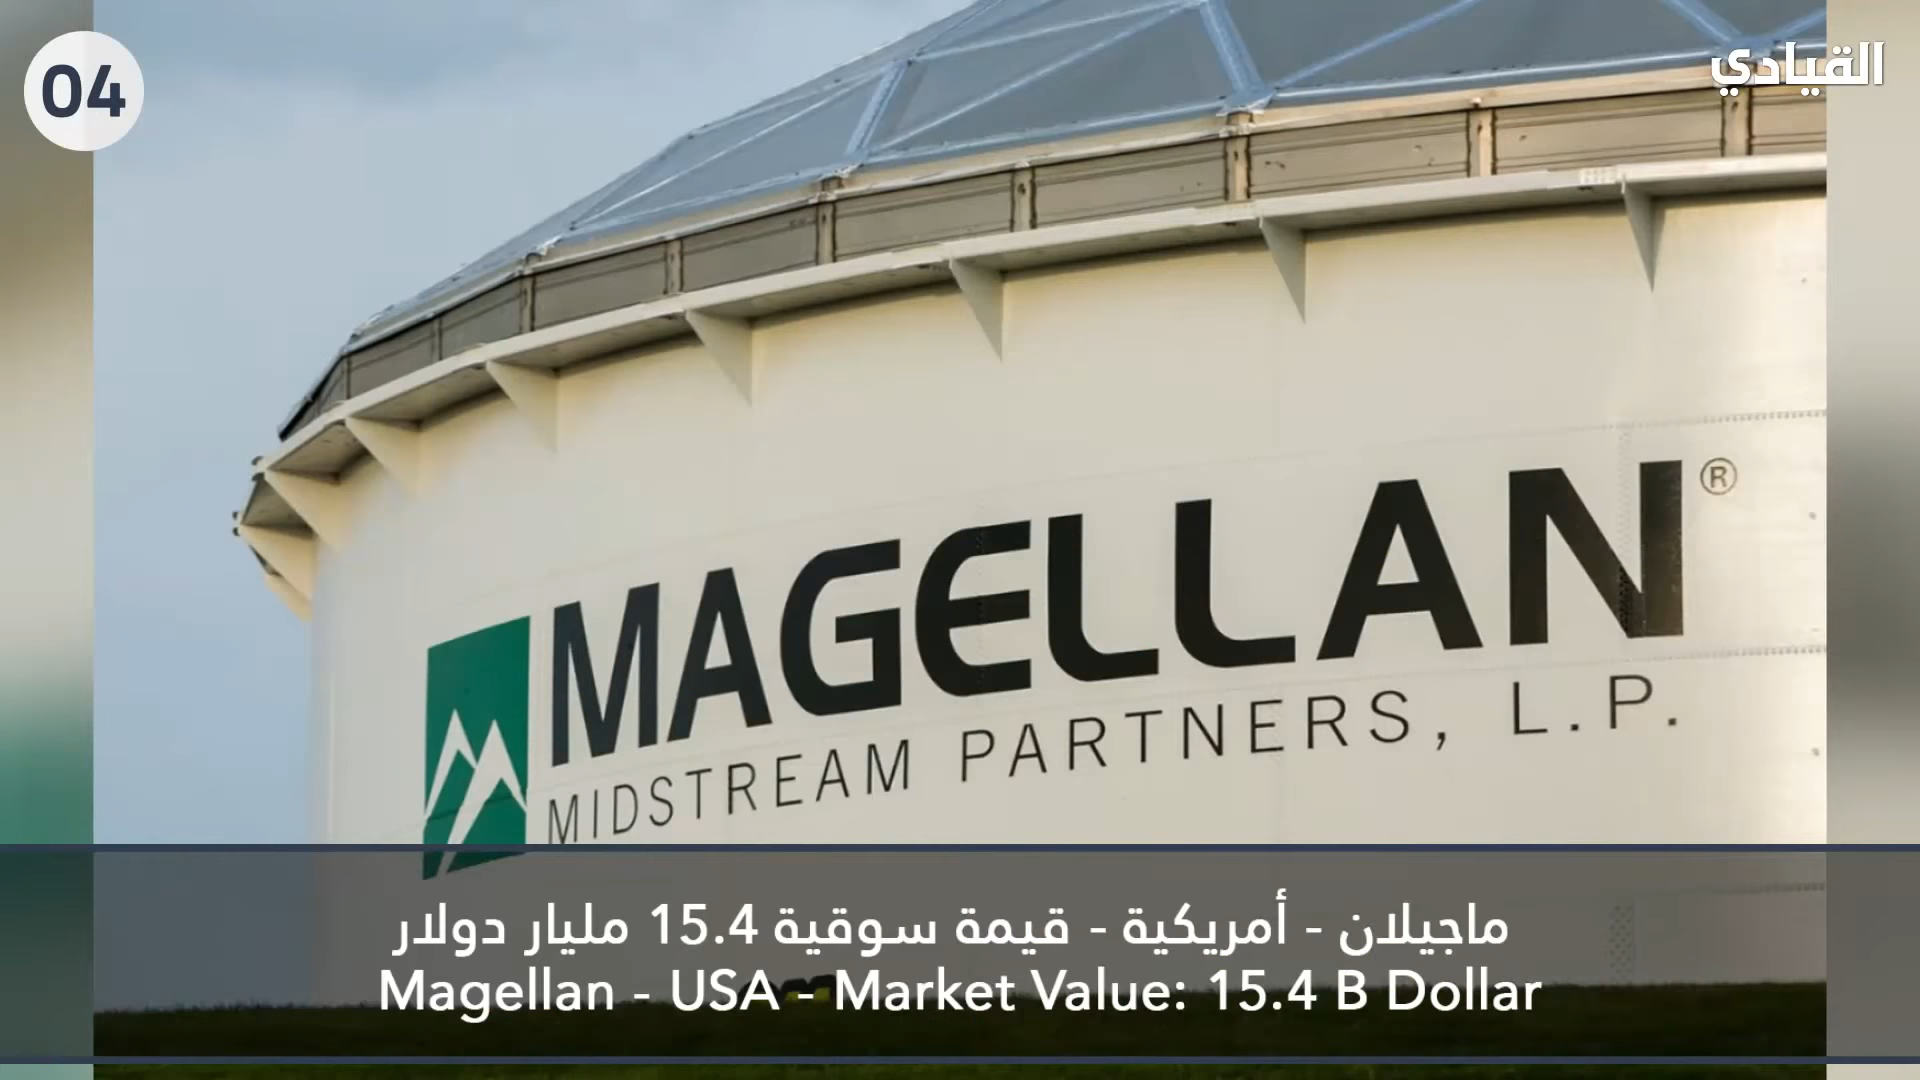 04
القيادي
MAGELLAN®
MIDSTREAM PARTNERS, L.P.
ماجيلان - أمريكية - قيمة سوقية 15.4 مليار دولار
Magellan - USA - Market Value: 15.4 B Dollar